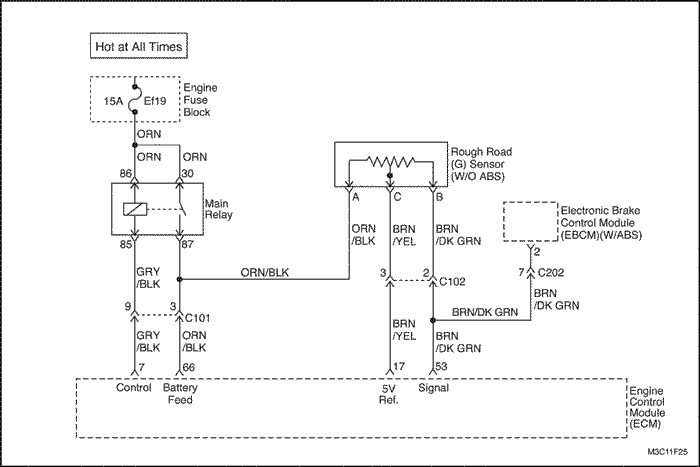 Hot at All Times
15A
Ef19
Engine
Fuse
Block
ORN
ORN
ORN
86
30
Main
Relay
85
87
Rough Road
(G) Sensor
(W/O ABS)
A
C
B
Electronic Brake
Control Module
(EBCM)(W/ABS)
2
7
C202
ORN
/BLK
BRN
/YEL
BRN
/DK GRN
GRY
/BLK
ORN/BLK
3
2
C102
BRN
/DK GRN
9
3
C101
BRN/DK GRN
GRY
/BLK
ORN
/BLK
BRN
/YEL
BRN
/DK GRN
7
66
17
53
Control
Battery
Feed
5V
Ref.
Signal
Engine
Control
Module
(ECM)
M3C11F25